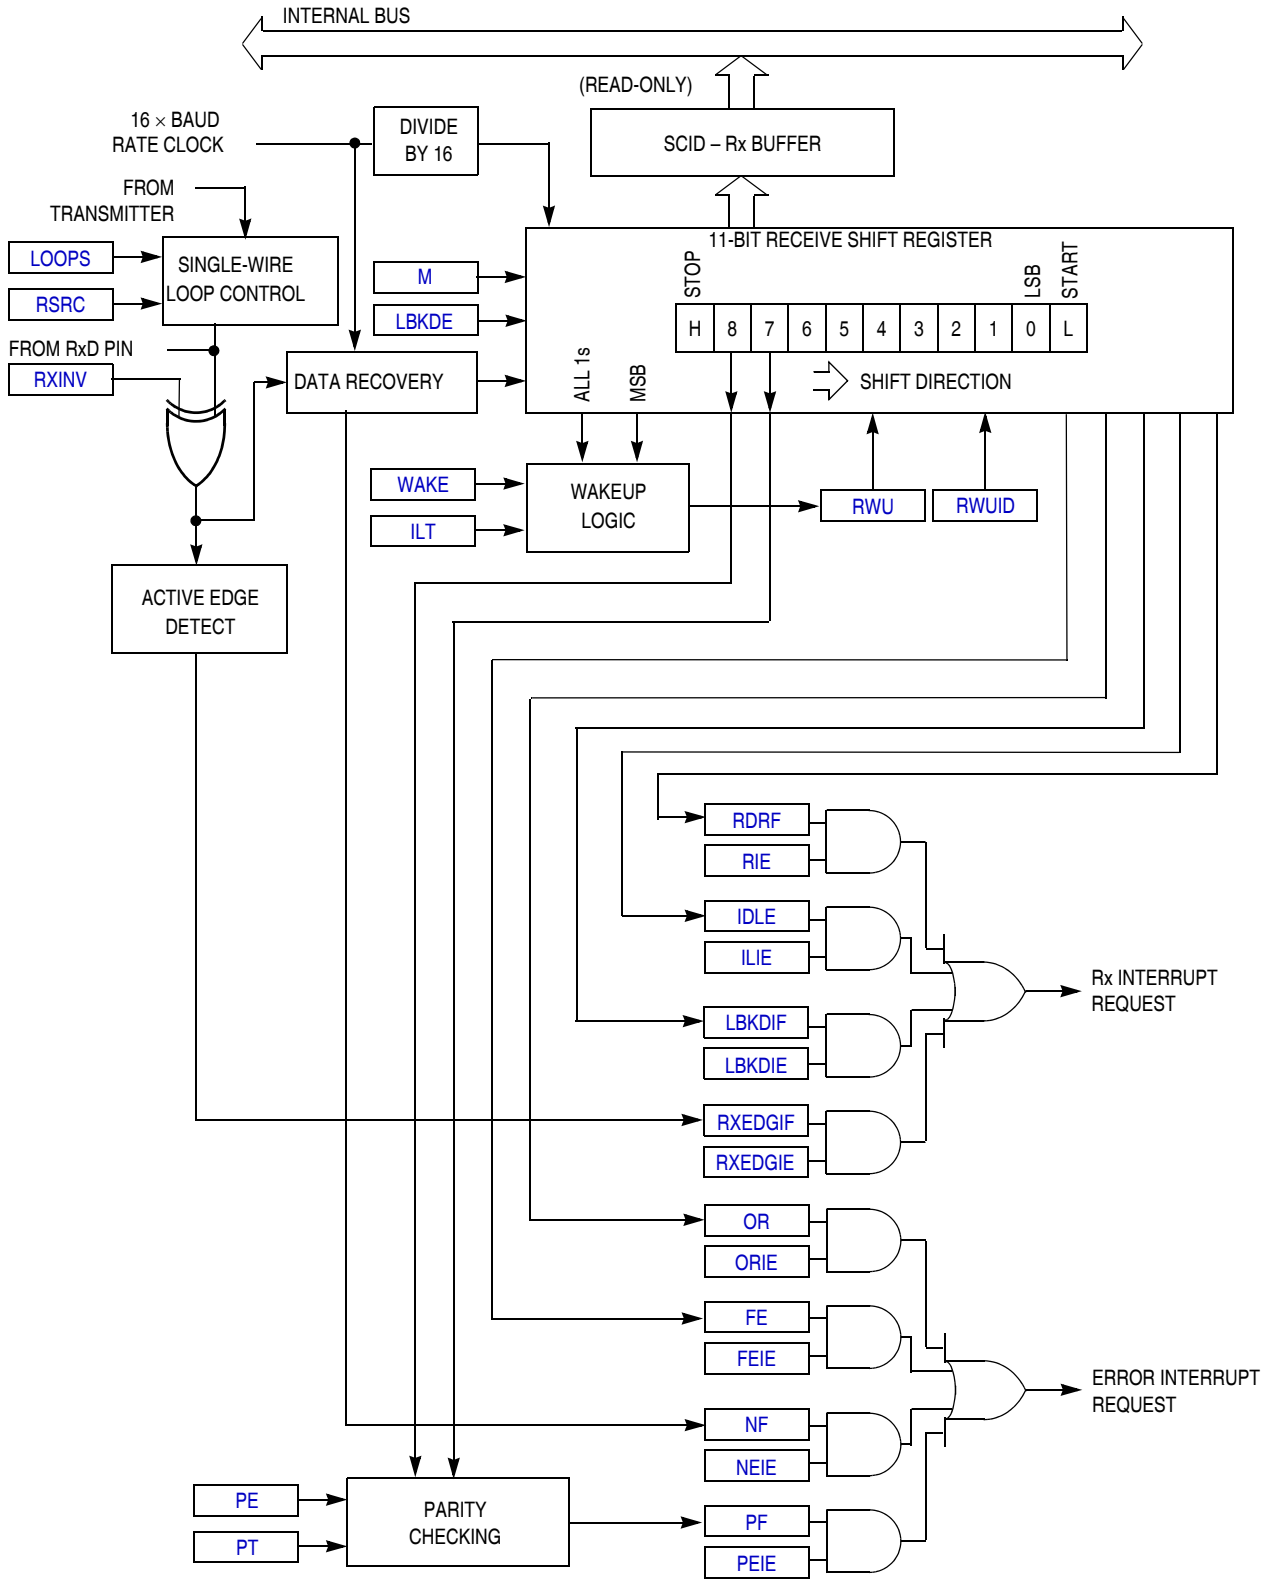 INTERNAL BUS
(READ-ONLY)
16 × BAUD
RATE CLOCK
DIVIDE
BY 16
SCID – Rx BUFFER
FROM
TRANSMITTER
LOOPS
RSRC
SINGLE-WIRE
LOOP CONTROL
11-BIT RECEIVE SHIFT REGISTER
STOP
LSB
START
M
LBKDE
H 8 7 6 5 4 3 2 1 0 L
FROM RxD PIN
RXINV
DATA RECOVERY
ALL 1s
MSB
SHIFT DIRECTION
WAKE
ILT
WAKEUP
LOGIC
RWU
RWUID
ACTIVE EDGE
DETECT
RDRF
RIE
IDLE
ILIE
Rx INTERRUPT
REQUEST
LBKDIF
LBKDIE
RXEDGIF
RXEDGIE
OR
ORIE
FE
FEIE
ERROR INTERRUPT
REQUEST
NF
NEIE
PE
PT
PARITY
CHECKING
PF
PEIE